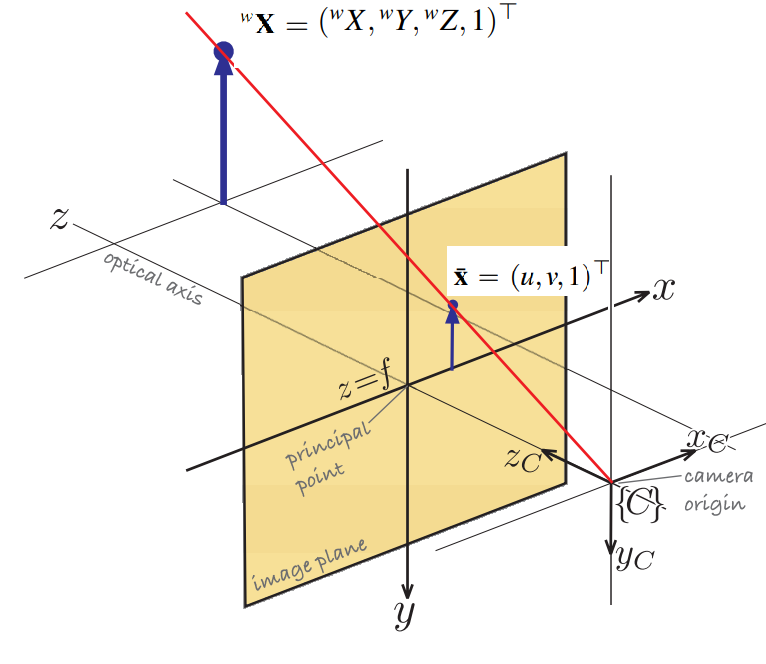 ʷ𝐗 = (ʷX, ʷY, ʷZ, 1)⊤
z
optical axis
x̄ = (u, v, 1)⊤
x
z=f
principal
point
z_C
x_C
camera
origin
{C}
y_C
image plane
y